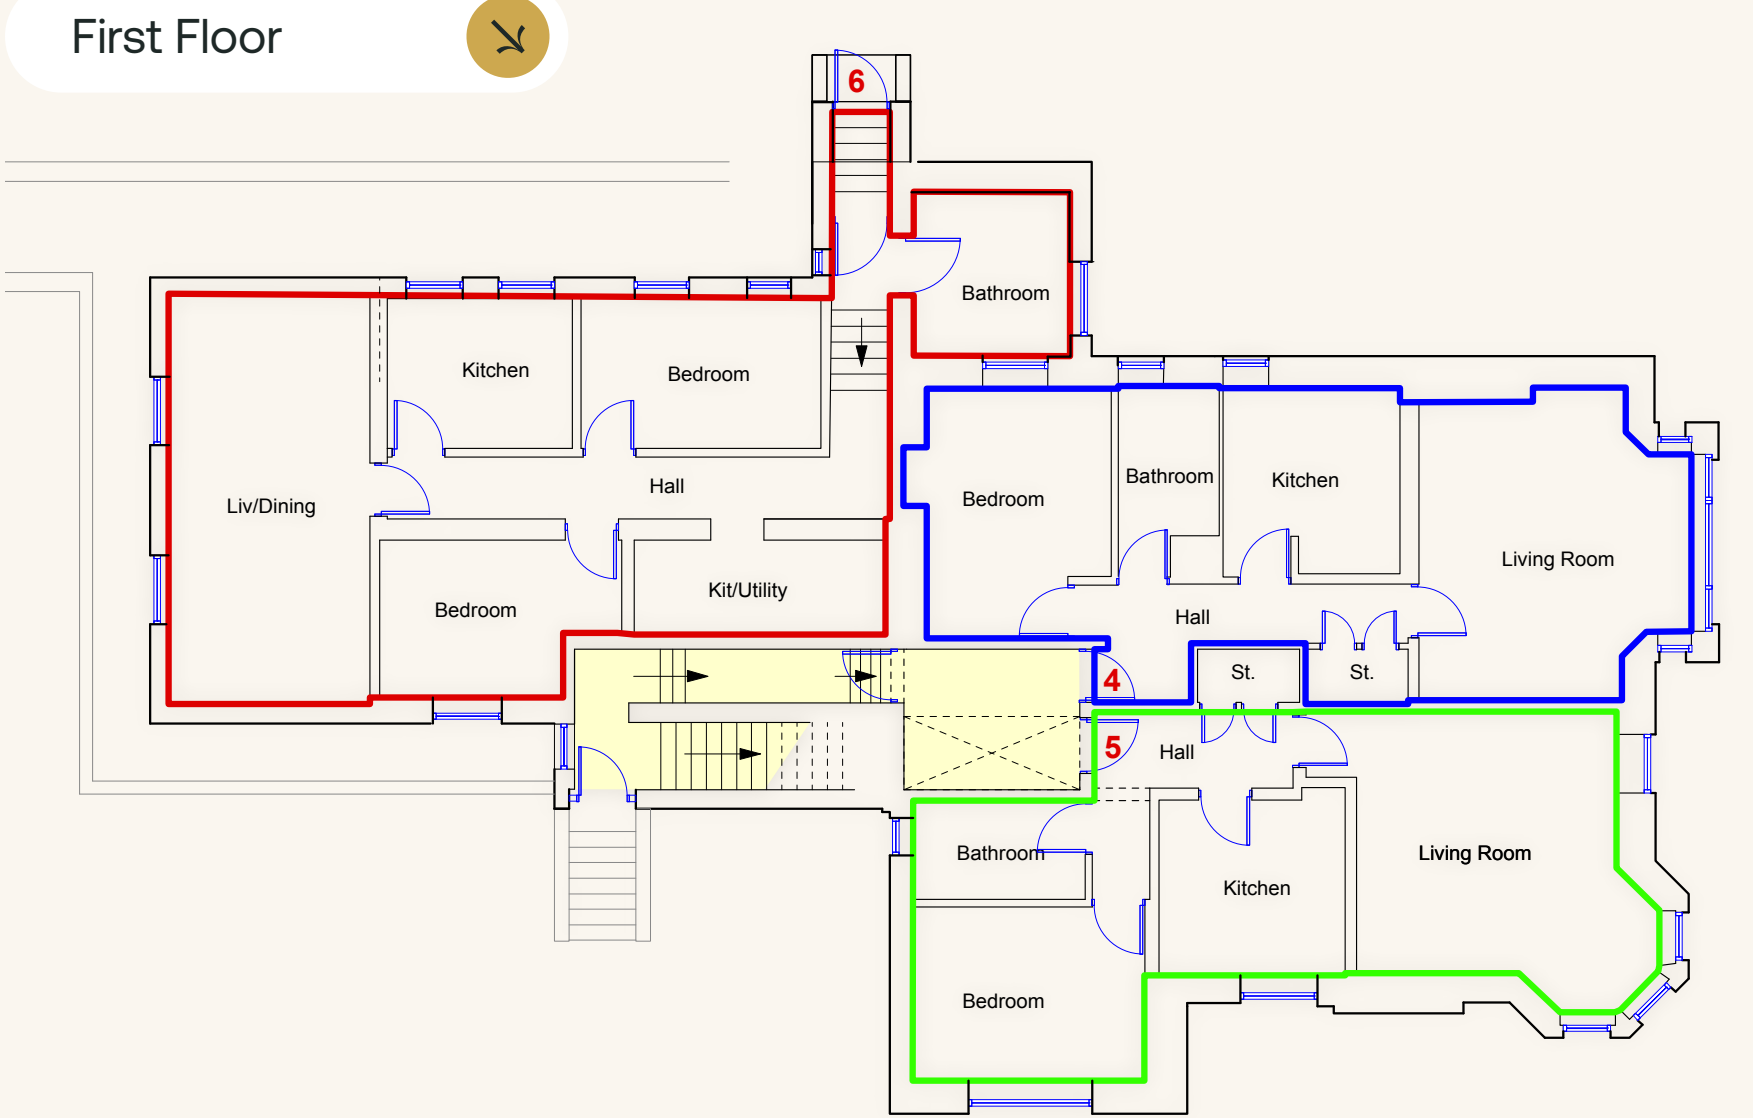 First Floor
6
Bathroom
Kitchen
Bedroom
Liv/Dining
Hall
Bedroom
Kit/Utility
Bedroom
Bathroom
Kitchen
Living Room
Hall
4
St.
St.
5
Hall
Bathroom
Kitchen
Living Room
Bedroom